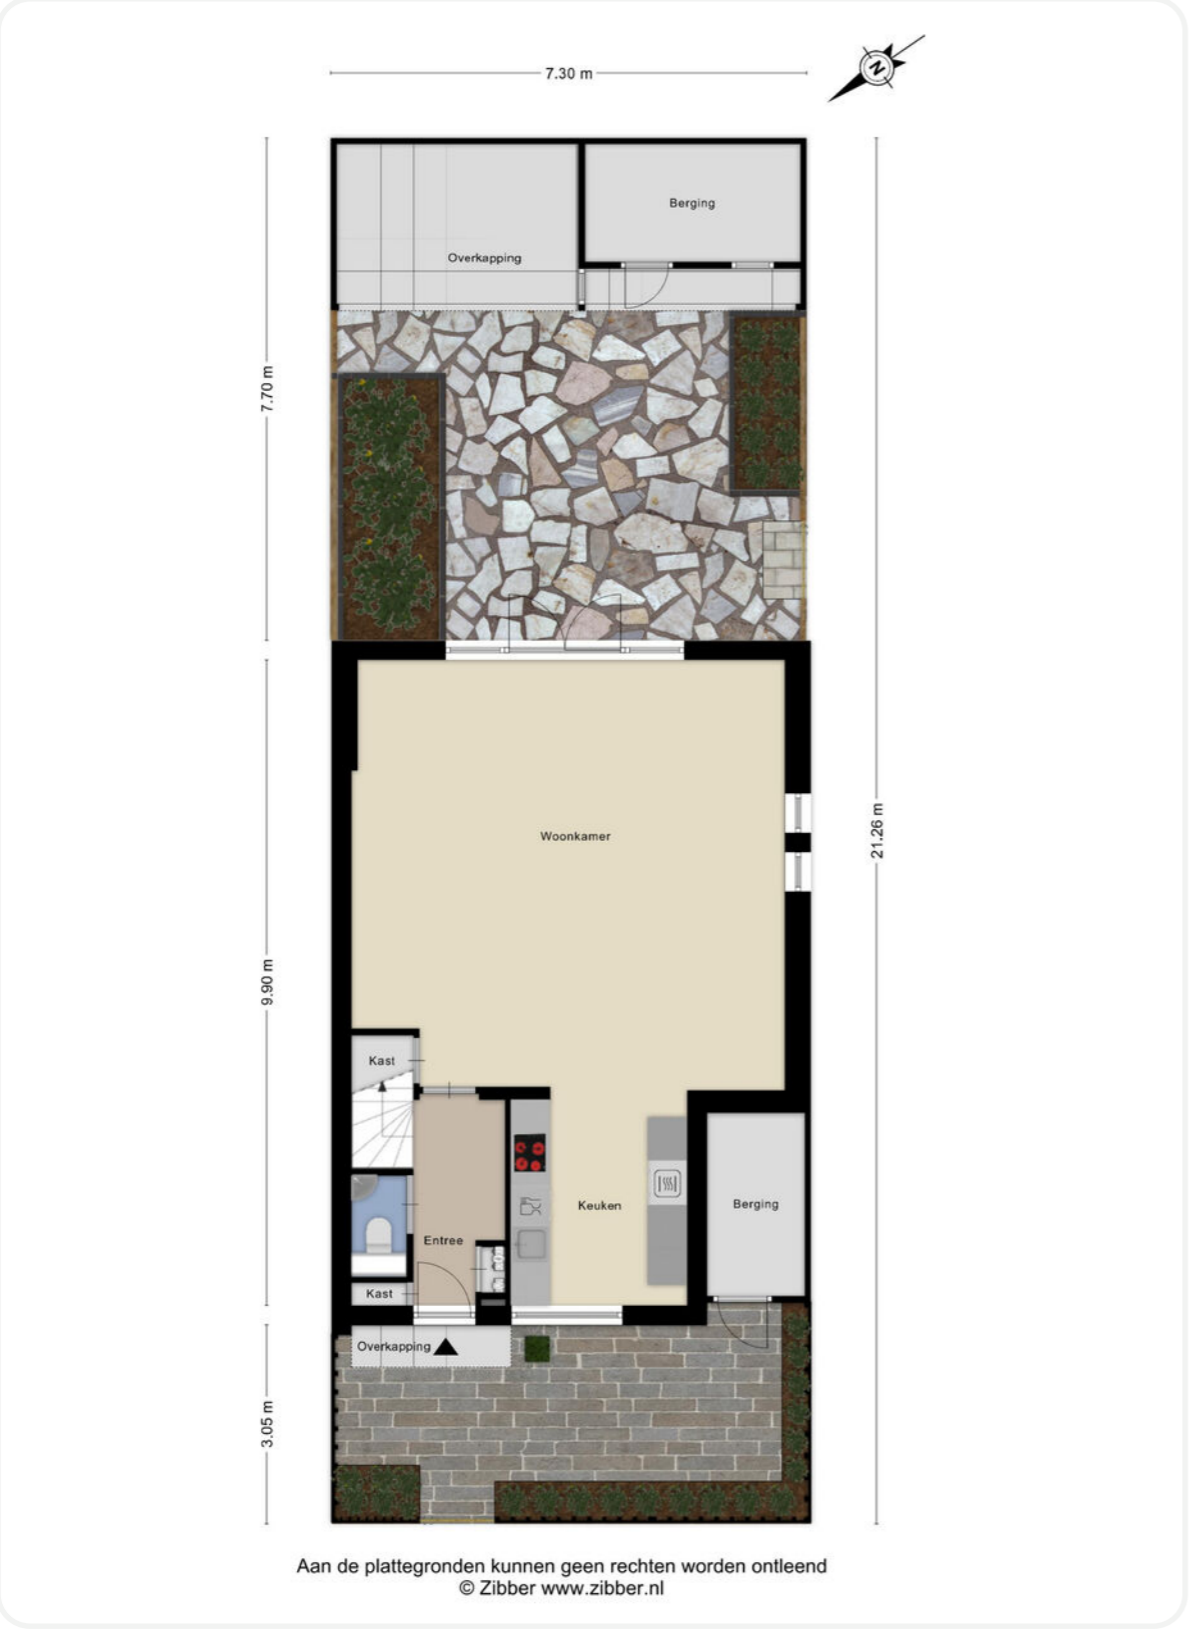 N
7.30 m
Berging
Overkapping
7.70 m
Woonkamer
21.26 m
9.90 m
Kast
Keuken
Berging
Entree
Kast
Overkapping
3.05 m
Aan de plattegronden kunnen geen rechten worden ontleend
© Zibber www.zibber.nl